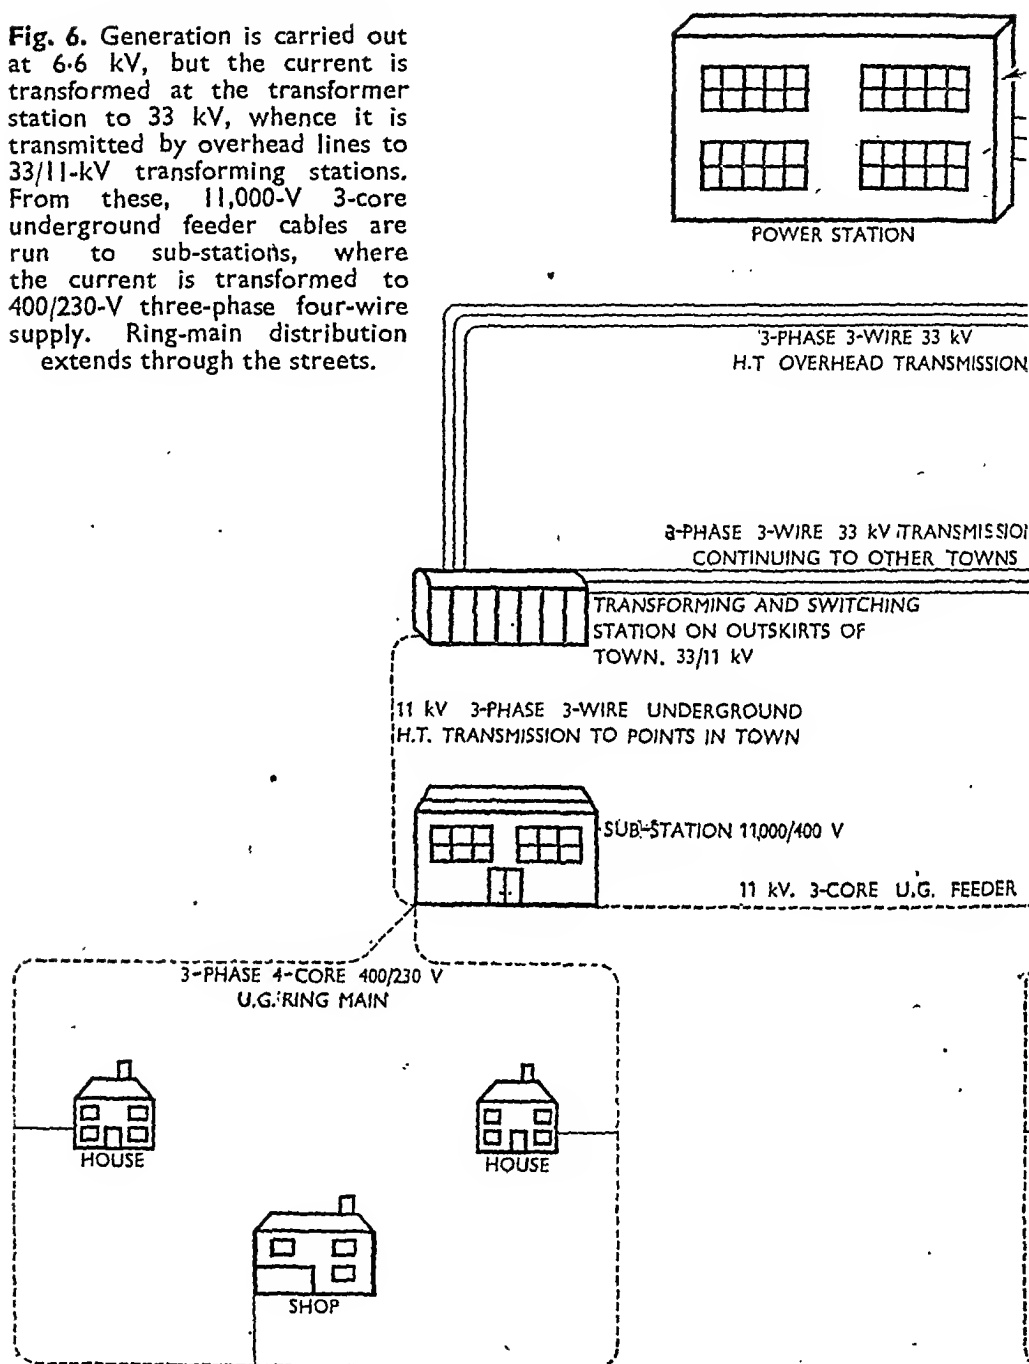 Fig. 6. Generation is carried out
at 6·6 kV, but the current is
transformed at the transformer
station to 33 kV, whence it is
transmitted by overhead lines to
33/11-kV transforming stations.
From these, 11,000-V 3-core
underground feeder cables are
run to sub-stations, where
the current is transformed to
400/230-V three-phase four-wire
supply. Ring-main distribution
extends through the streets.
POWER STATION
3-PHASE 3-WIRE 33 kV
H.T OVERHEAD TRANSMISSION
3-PHASE 3-WIRE 33 kV TRANSMISSIO
CONTINUING TO OTHER TOWNS
TRANSFORMING AND SWITCHING
STATION ON OUTSKIRTS OF
TOWN. 33/11 kV
11 kV 3-PHASE 3-WIRE UNDERGROUND
H.T. TRANSMISSION TO POINTS IN TOWN
SUB-STATION 11,000/400 V
11 kV. 3-CORE U.G. FEEDER
3-PHASE 4-CORE 400/230 V
U.G. RING MAIN
HOUSE
HOUSE
SHOP